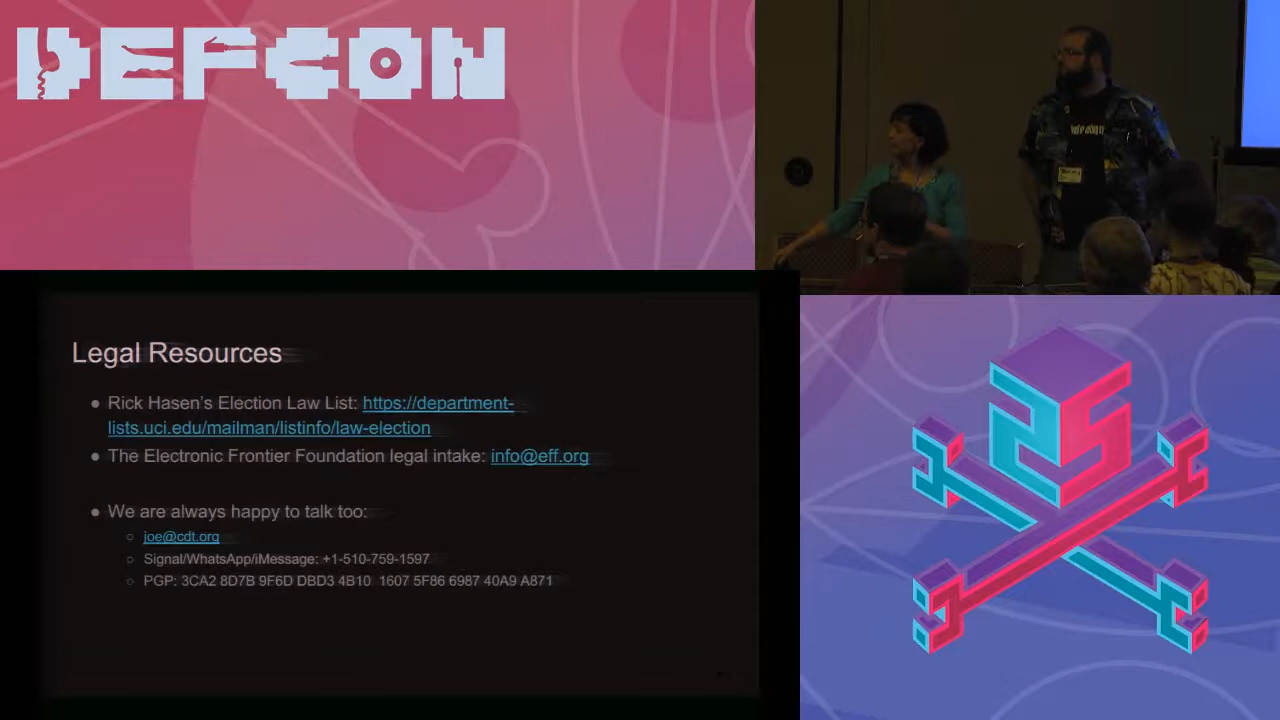 DEFCON
Legal Resources
● Rick Hasen's Election Law List: https://department-
lists.uci.edu/mailman/listinfo/law-election
● The Electronic Frontier Foundation legal intake: info@eff.org
● We are always happy to talk too:
○ joe@cdt.org
○ Signal/WhatsApp/iMessage: +1-510-759-1597
○ PGP: 3CA2 8D7B 9F6D DBD3 4B10  1607 5F86 6987 40A9 A871
25